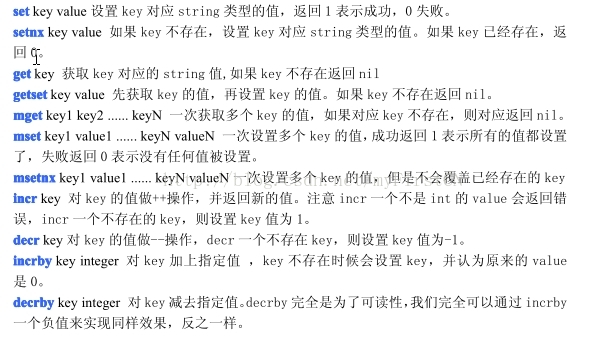 set key value 设置 key 对应 string 类型的值，返回 1 表示成功，0 失败。
setnx key value 如果 key 不存在，设置 key 对应 string 类型的值。如果 key 已经存在，返
回 0。
get key 获取 key 对应的 string 值,如果 key 不存在返回 nil
getset key value 先获取 key 的值，再设置 key 的值。如果 key 不存在返回 nil。
mget key1 key2 ...... keyN 一次获取多个 key 的值，如果对应 key 不存在，则对应返回 nil。
mset key1 value1 ...... keyN valueN 一次设置多个 key 的值，成功返回 1 表示所有的值都设置
了，失败返回 0 表示没有任何值被设置。
msetnx key1 value1 ...... keyN valueN 一次设置多个 key 的值，但是不会覆盖已经存在的 key
incr key 对 key 的值做++操作，并返回新的值。注意 incr 一个不是 int 的 value 会返回错
误，incr 一个不存在的 key，则设置 key 值为 1。
decr key 对 key 的值做--操作，decr 一个不存在 key，则设置 key 值为-1。
incrby key integer 对 key 加上指定值 ，key 不存在时候会设置 key，并认为原来的 value
是 0。
decrby key integer 对 key 减去指定值。decrby 完全是为了可读性，我们完全可以通过 incrby
一个负值来实现同样效果，反之一样。